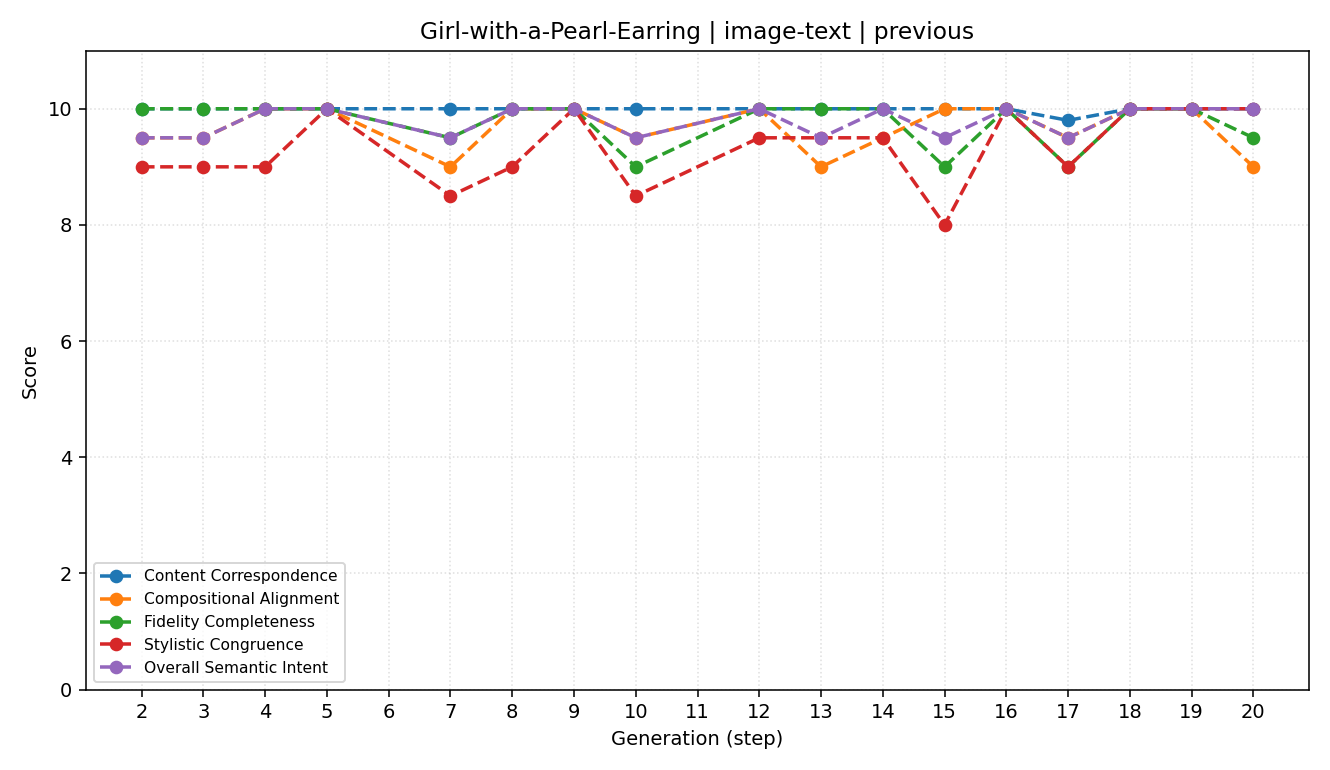 Girl-with-a-Pearl-Earring | image-text | previous
Score
10
8
6
4
2
0
Content Correspondence
Compositional Alignment
Fidelity Completeness
Stylistic Congruence
Overall Semantic Intent
2 3 4 5 6 7 8 9 10 11 12 13 14 15 16 17 18 19 20
Generation (step)